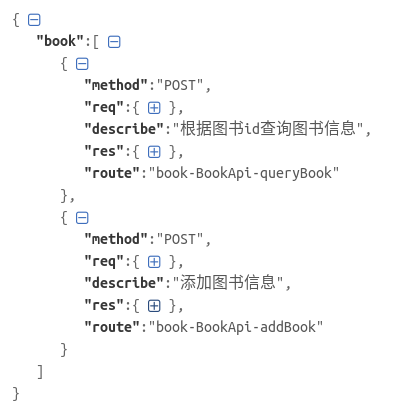 {
"book":[
{
"method":"POST",
"req":{ },
"describe":"根据图书id查询图书信息",
"res":{ },
"route":"book-BookApi-queryBook"
},
{
"method":"POST",
"req":{ },
"describe":"添加图书信息",
"res":{ },
"route":"book-BookApi-addBook"
}
]
}